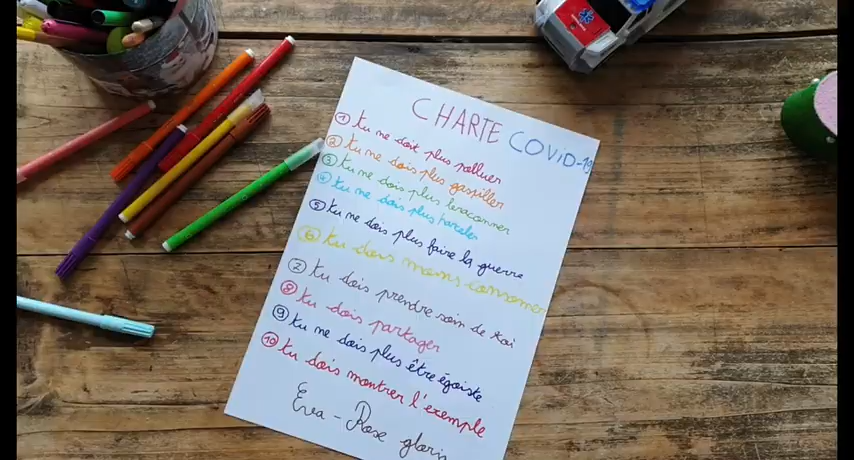 CHARTE COVID-19
① tu ne doit plus polluer
② tu ne dois plus gaspiller
③ tu ne dois plus braconner
④ tu ne dois plus harceler
⑤ tu ne dois plus faire la guerre
⑥ tu dois moins consomer
⑦ tu dois prendre soin de toi
⑧ tu dois partager
⑨ tu ne dois plus être égoiste
⑩ tu dois montrer l'exemple
Eva-Rose